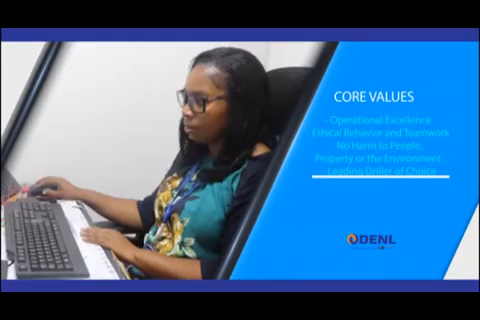 CORE VALUES
- Operational Excellence
Ethical Behavior and Teamwork
- No Harm to People,
Property or the Environment
Leading Driller of Choice
DENL